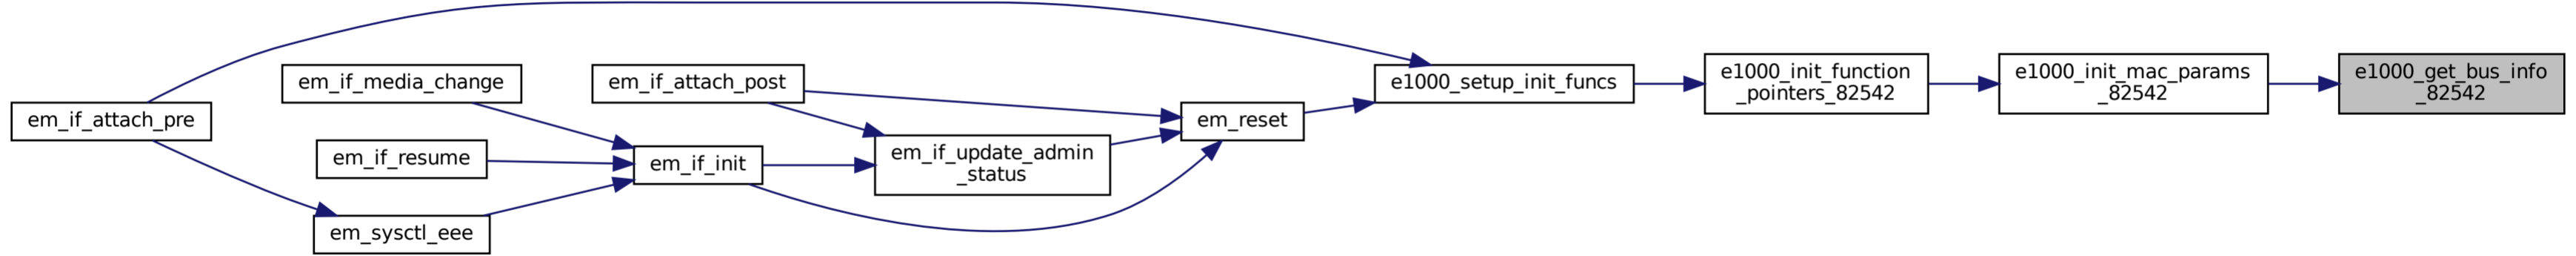 em_if_attach_pre
em_if_media_change
em_if_resume
em_sysctl_eee
em_if_attach_post
em_if_init
em_if_update_admin
_status
em_reset
e1000_setup_init_funcs
e1000_init_function
_pointers_82542
e1000_init_mac_params
_82542
e1000_get_bus_info
_82542